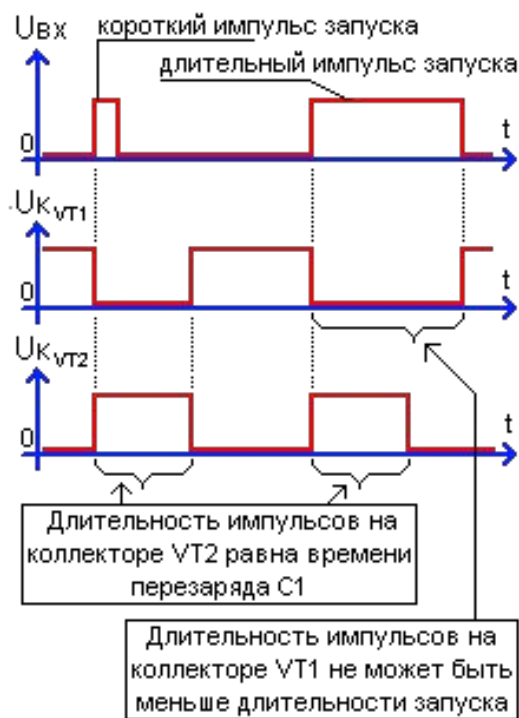 UВХ
короткий импульс запуска
длительный импульс запуска
0
t
UК VT1
0
t
UК VT2
0
t
Длительность импульсов на
коллекторе VT2 равна времени
перезаряда С1
Длительность импульсов на
коллекторе VT1 не может быть
меньше длительности запуска